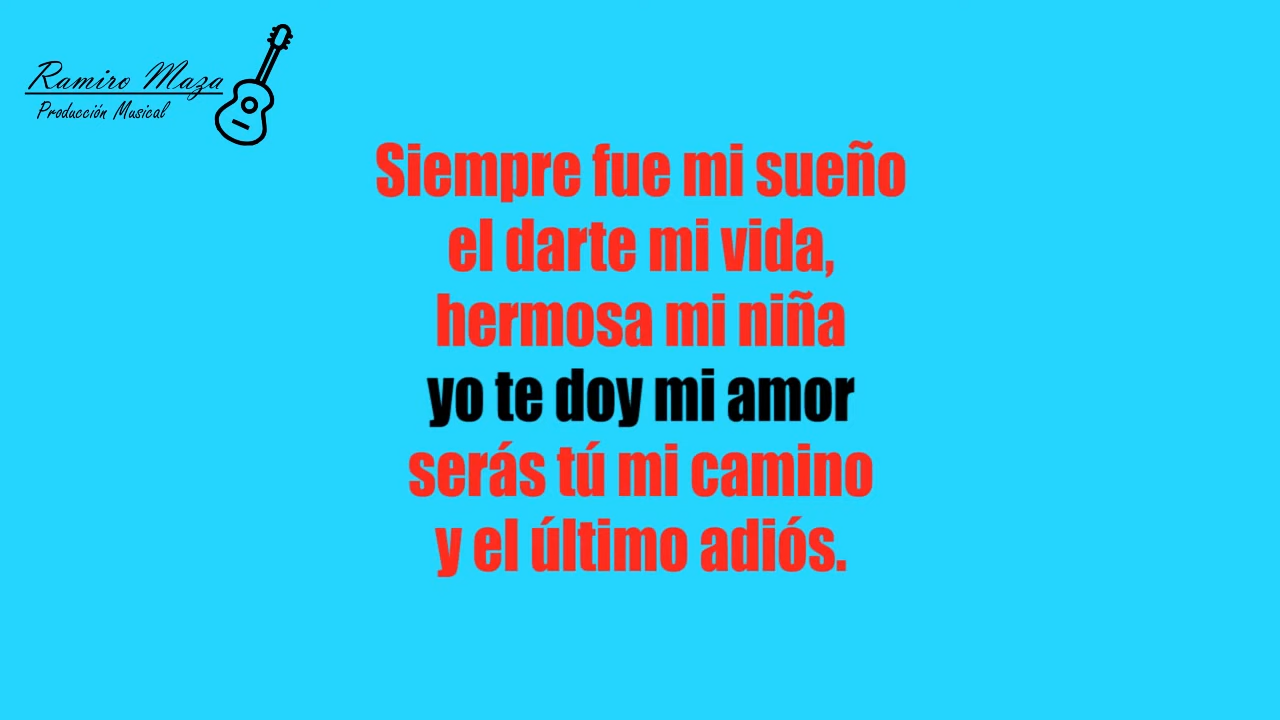 Ramiro Maza
Producción Musical
Siempre fue mi sueño
el darte mi vida,
hermosa mi niña
yo te doy mi amor
serás tú mi camino
y el último adiós.